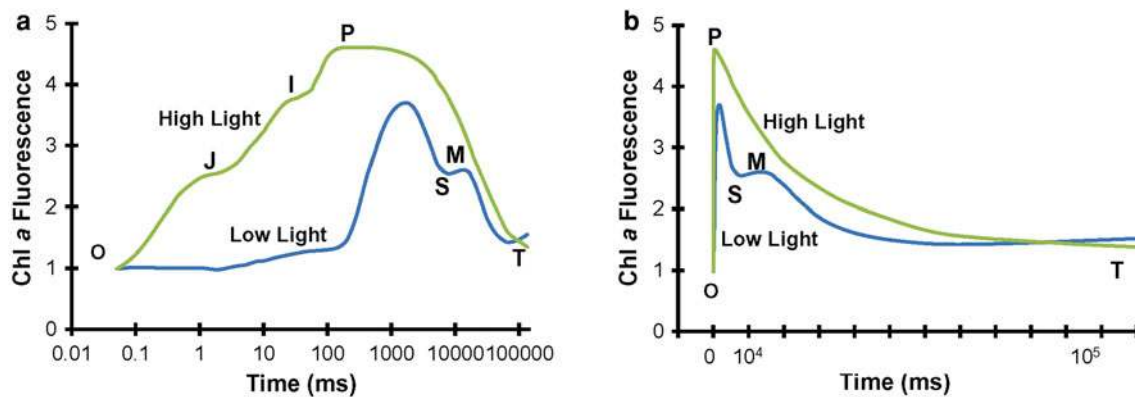 a
5
4
3
2
1
0
Chl a Fluorescence
O
J
I
P
High Light
Low Light
S
M
T
0.01 0.1 1 10 100 1000 10000 100000
Time (ms)
b
5
4
3
2
1
0
Chl a Fluorescence
P
High Light
M
S
Low Light
O
T
0 10⁴ 10⁵
Time (ms)